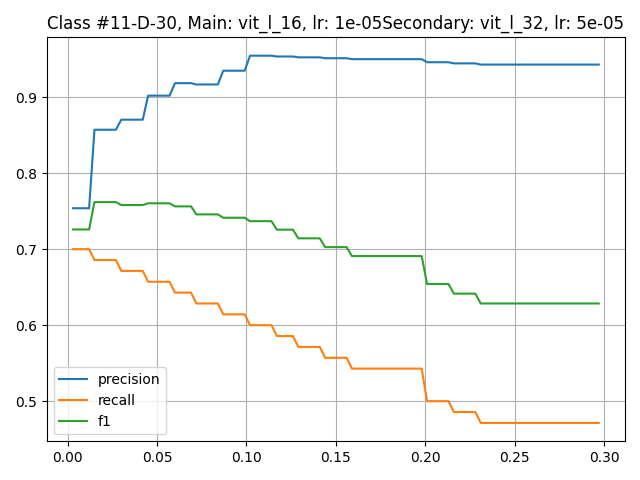 Class #11-D-30, Main: vit_l_16, lr: 1e-05Secondary: vit_l_32, lr: 5e-05
0.9
0.8
0.7
0.6
0.5
precision
recall
f1
0.00 0.05 0.10 0.15 0.20 0.25 0.30